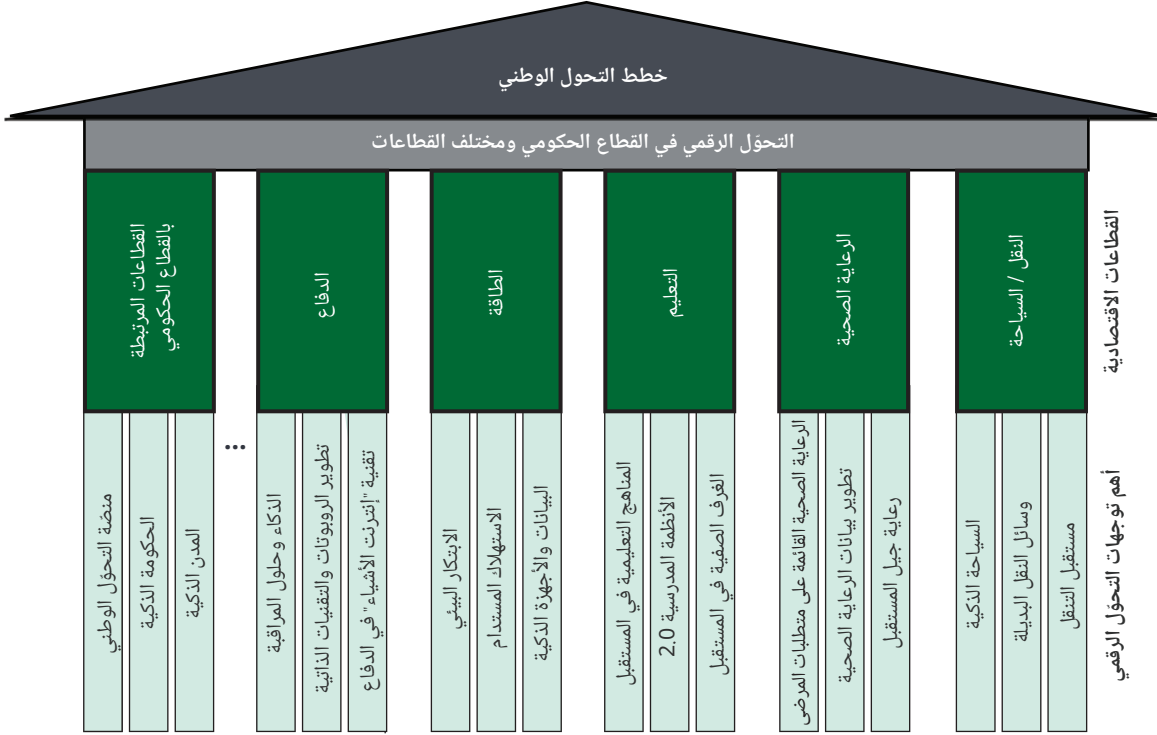 خطط التحول الوطني
التحوّل الرقمي في القطاع الحكومي ومختلف القطاعات
القطاعات الاقتصادية
النقل / السياحة
الرعاية الصحية
التعليم
الطاقة
الدفاع
القطاعات المرتبطة
بالقطاع الحكومي
أهم توجهات التحوّل الرقمي
مستقبل التنقل
وسائل النقل البديلة
السياحة الذكية
رعاية جيل المستقبل
تطوير بيانات الرعاية الصحية
الرعاية الصحية القائمة على متطلبات المرضى
الغرف الصفية في المستقبل
الأنظمة المدرسية 2.0
المناهج التعليمية في المستقبل
البيانات والأجهزة الذكية
الاستهلاك المستدام
الابتكار البيئي
تقنية "إنترنت الأشياء" في الدفاع
تطوير الروبوتات والتقنيات الذاتية
الذكاء وحلول المراقبة
...
المدن الذكية
الحكومة الذكية
منصة التحوّل الوطني